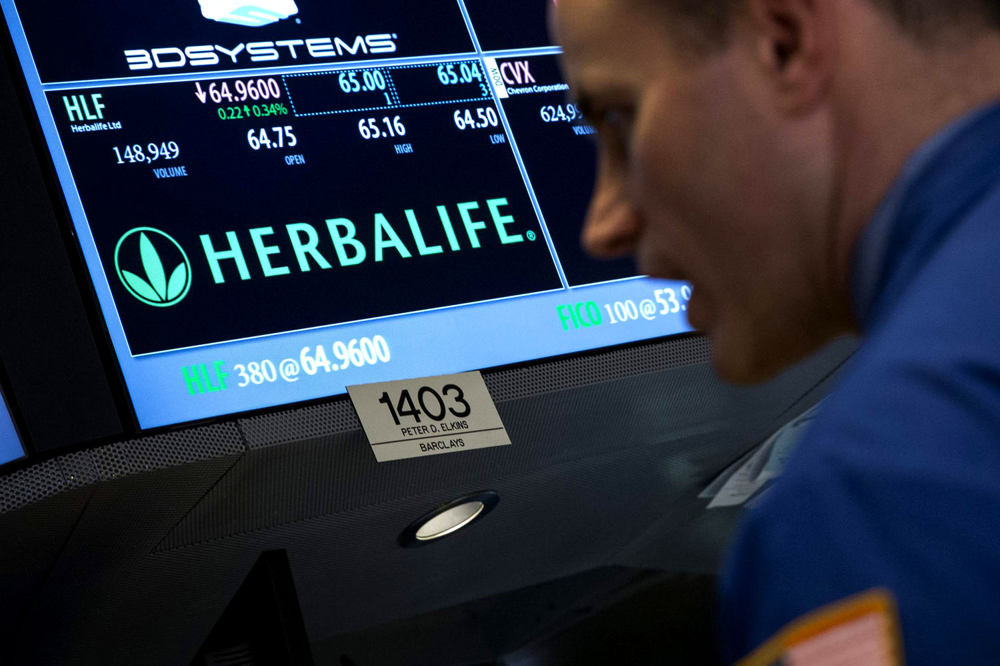 3DSYSTEMS
HLF
Herbalife Ltd
↓64.9600
0.22↑0.34%
65.00
1
65.04
3
148,949
VOLUME
64.75
OPEN
65.16
HIGH
64.50
LOW
HERBALIFE®
DOW
CVX
Chevron Corporation
HLF 380@64.9600
FICO 100@53.9
1403
PETER D. ELKINS
BARCLAYS